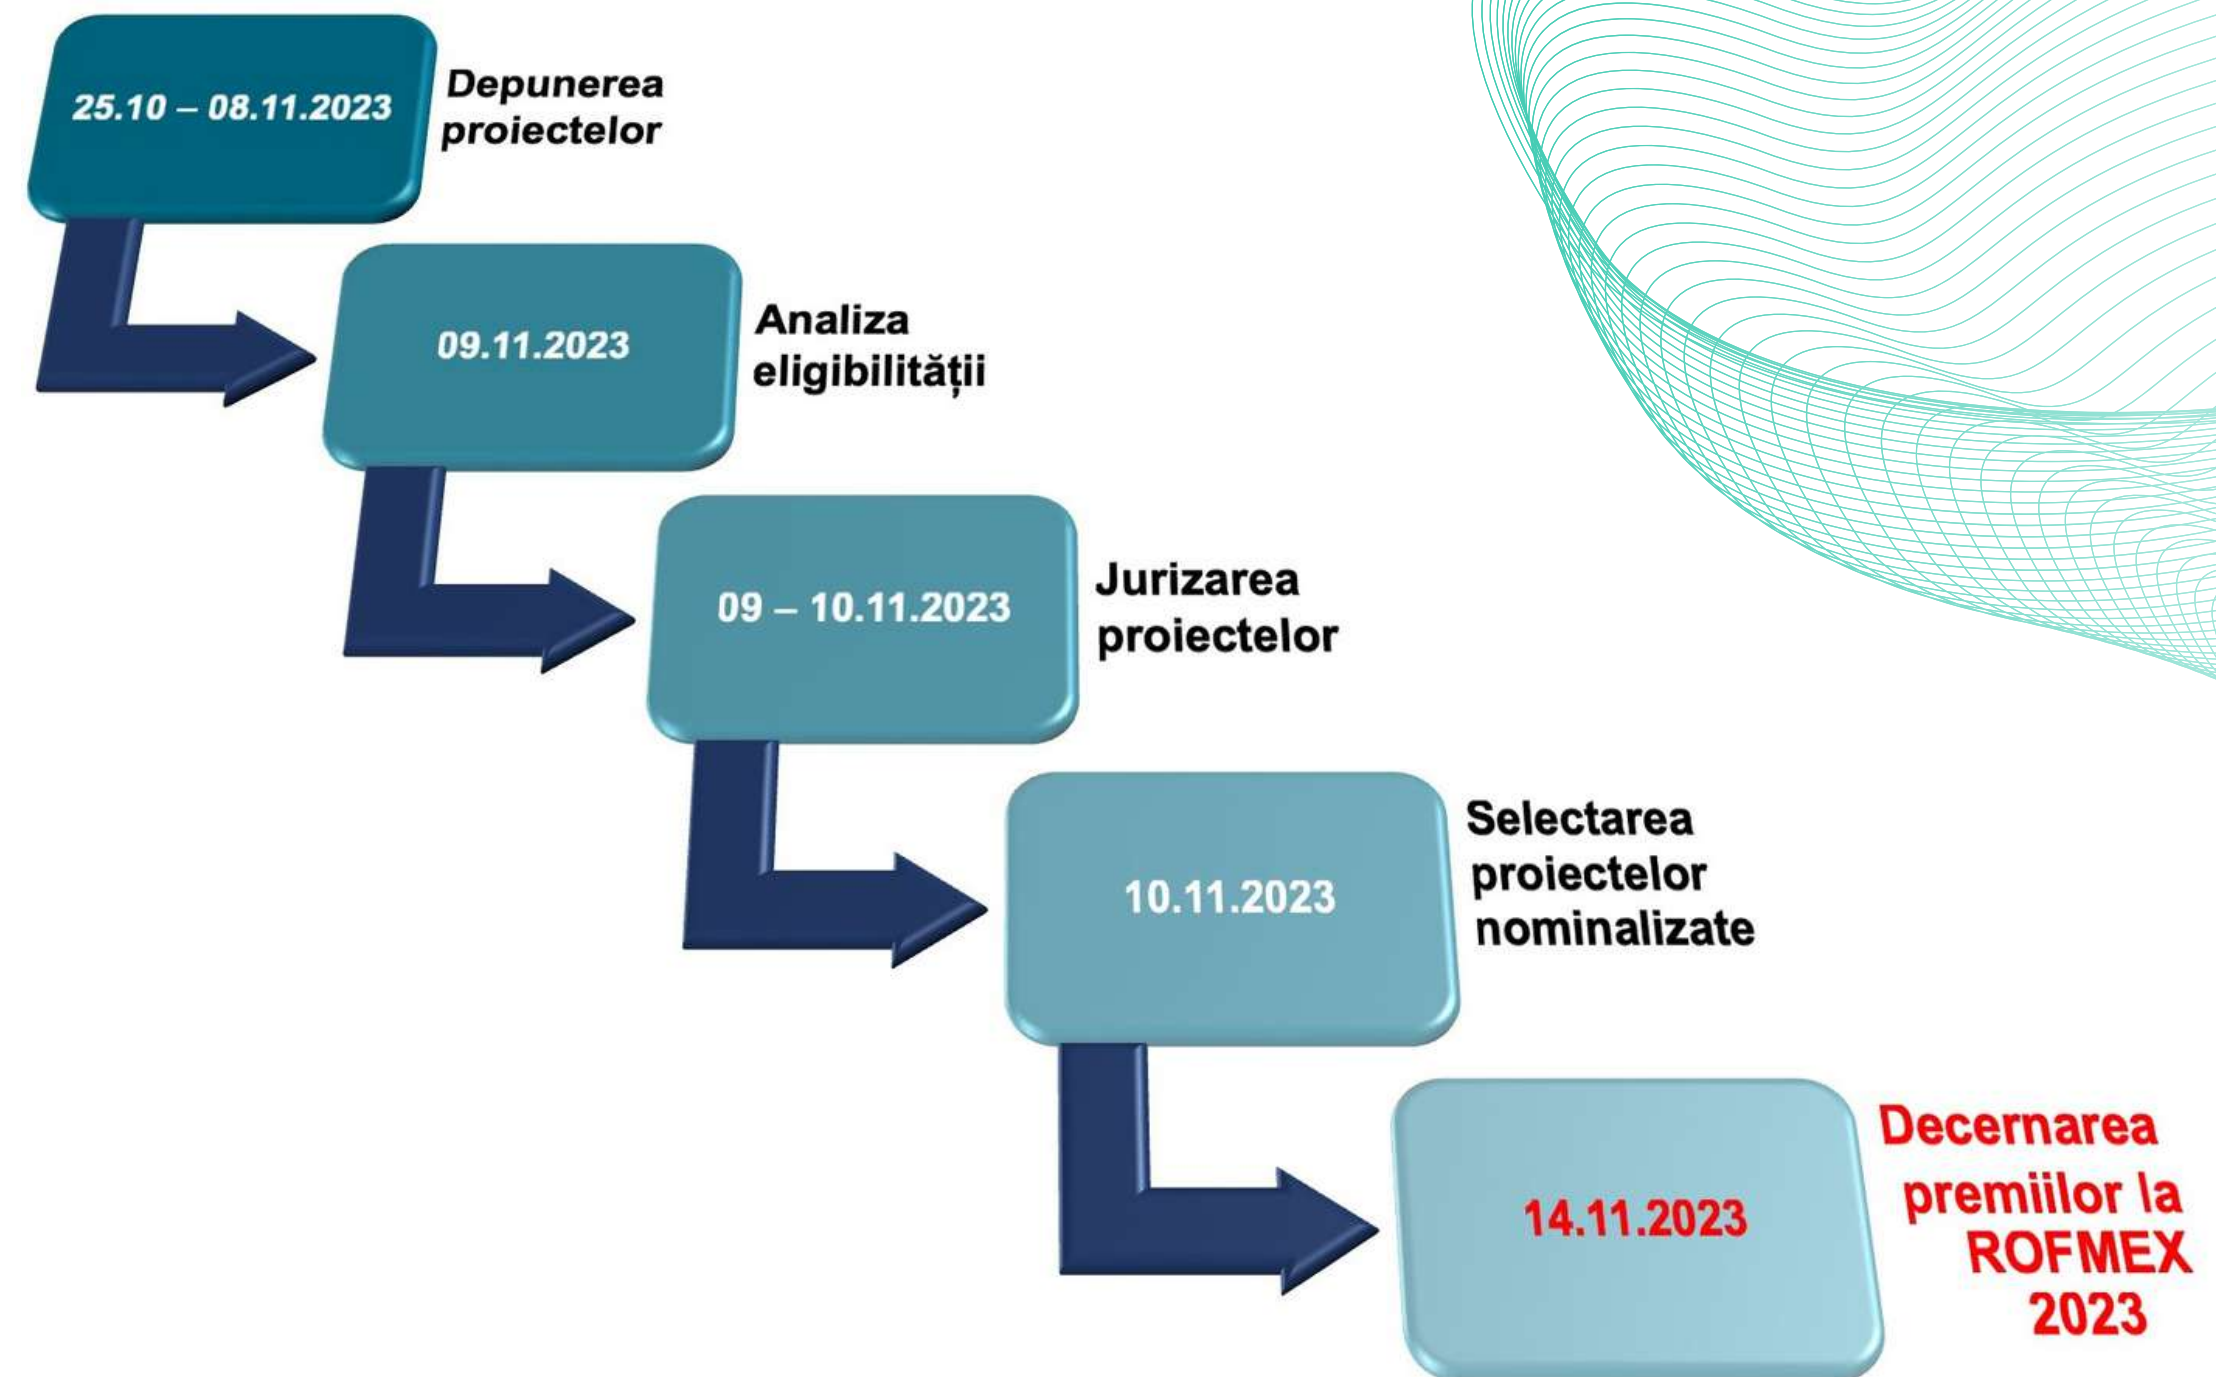 25.10 – 08.11.2023
Depunerea
proiectelor
09.11.2023
Analiza
eligibilității
09 – 10.11.2023
Jurizarea
proiectelor
10.11.2023
Selectarea
proiectelor
nominalizate
14.11.2023
Decernarea
premiilor la
ROFMEX
2023